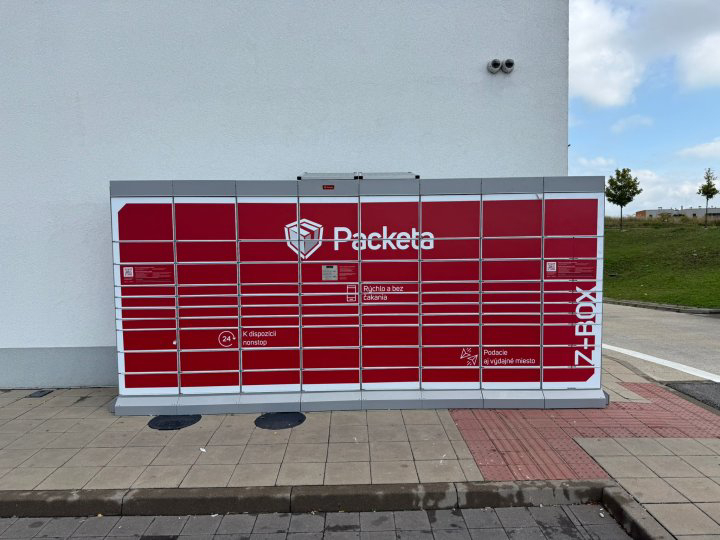 Packeta
Rýchlo a bez
čakania
24
K dispozícii
nonstop
Podacie
aj výdajné miesto
Z-BOX